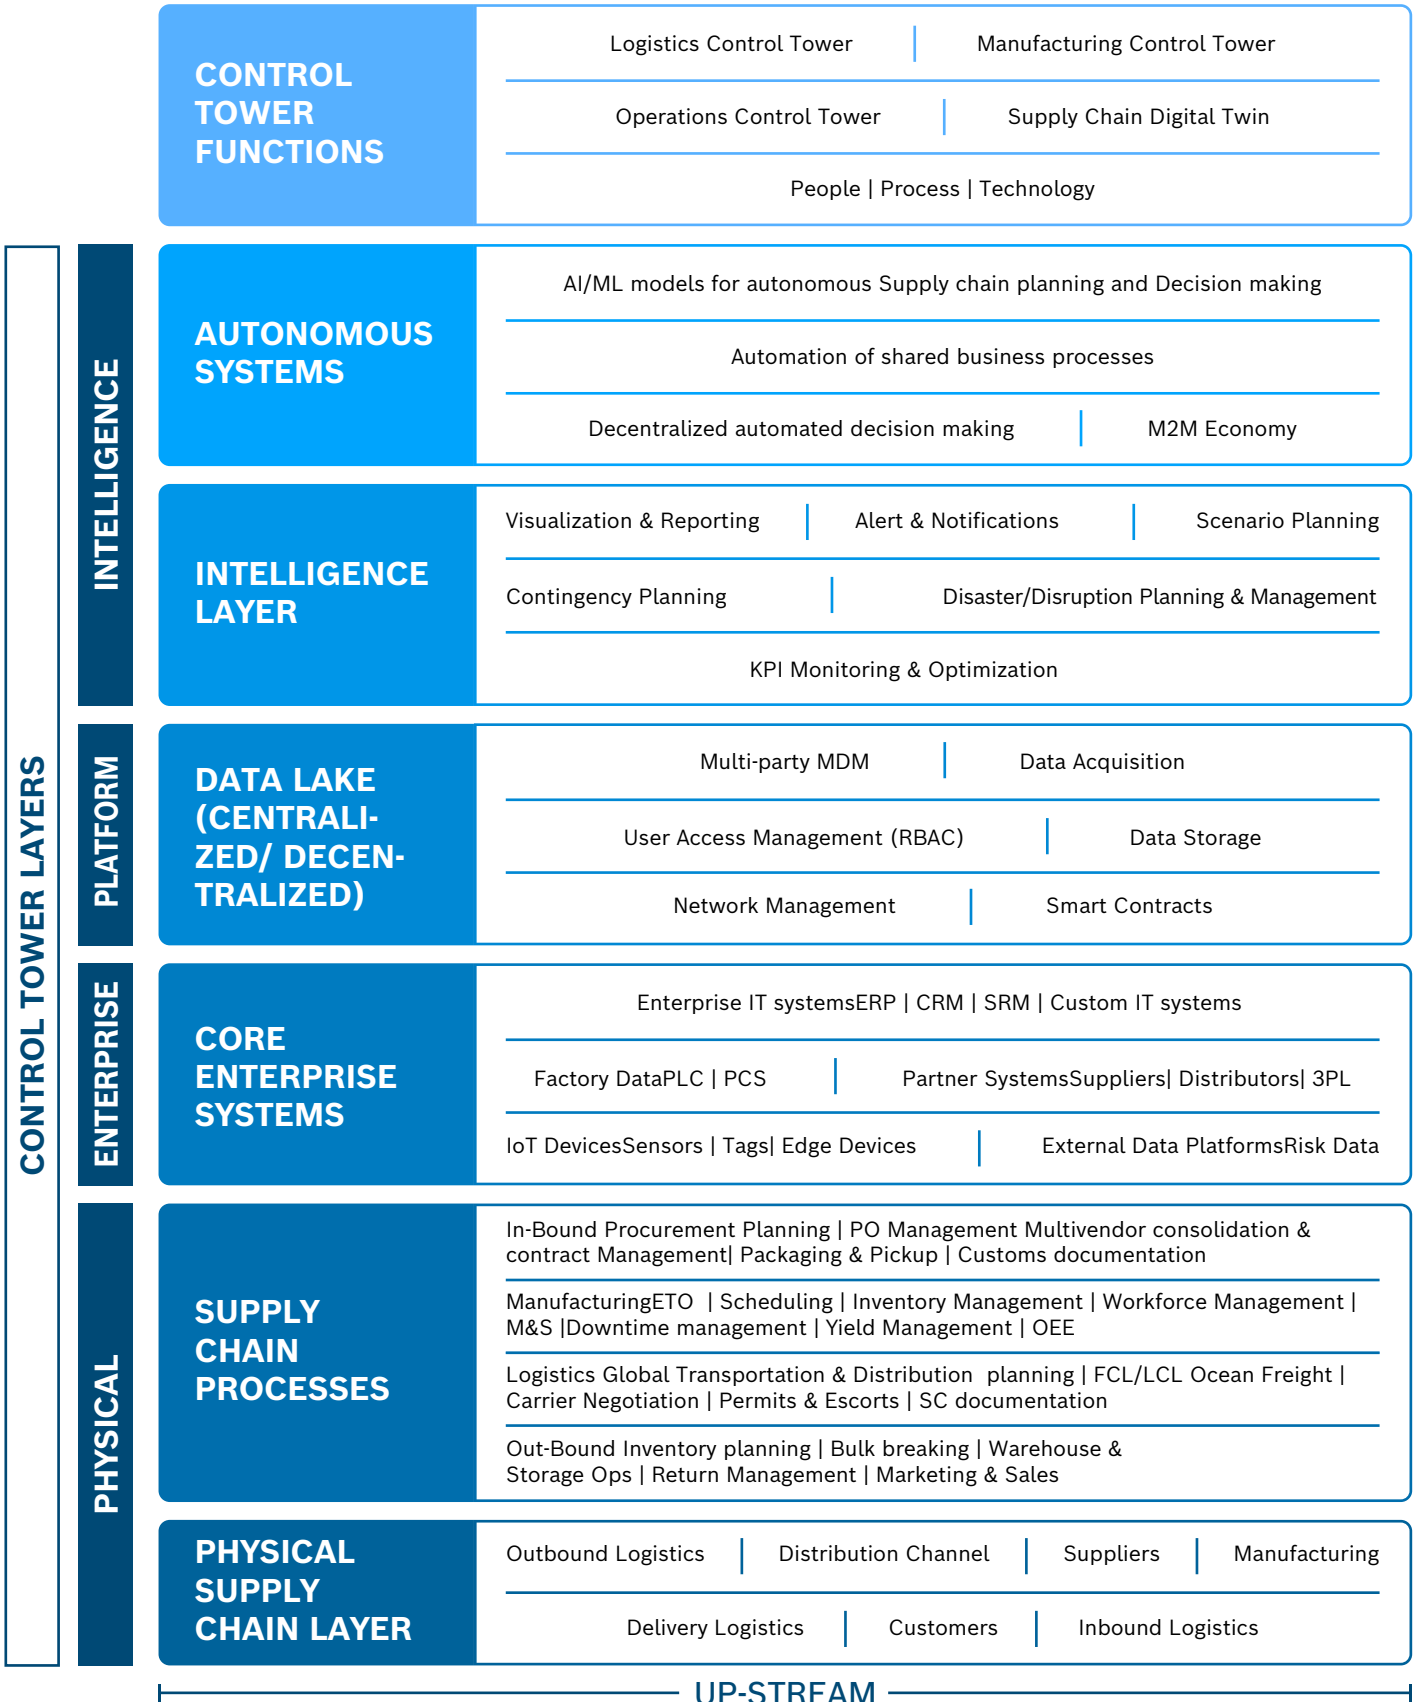 CONTROL
TOWER
FUNCTIONS
Logistics Control Tower | Manufacturing Control Tower
Operations Control Tower | Supply Chain Digital Twin
People | Process | Technology
CONTROL TOWER LAYERS
INTELLIGENCE
AUTONOMOUS
SYSTEMS
AI/ML models for autonomous Supply chain planning and Decision making
Automation of shared business processes
Decentralized automated decision making | M2M Economy
INTELLIGENCE
LAYER
Visualization & Reporting | Alert & Notifications | Scenario Planning
Contingency Planning | Disaster/Disruption Planning & Management
KPI Monitoring & Optimization
PLATFORM
DATA LAKE
(CENTRALI-
ZED/ DECEN-
TRALIZED)
Multi-party MDM | Data Acquisition
User Access Management (RBAC) | Data Storage
Network Management | Smart Contracts
ENTERPRISE
CORE
ENTERPRISE
SYSTEMS
Enterprise IT systemsERP | CRM | SRM | Custom IT systems
Factory DataPLC | PCS | Partner SystemsSuppliers| Distributors| 3PL
IoT DevicesSensors | Tags| Edge Devices | External Data PlatformsRisk Data
PHYSICAL
SUPPLY
CHAIN
PROCESSES
In-Bound Procurement Planning | PO Management Multivendor consolidation &
contract Management| Packaging & Pickup | Customs documentation
ManufacturingETO | Scheduling | Inventory Management | Workforce Management |
M&S |Downtime management | Yield Management | OEE
Logistics Global Transportation & Distribution planning | FCL/LCL Ocean Freight |
Carrier Negotiation | Permits & Escorts | SC documentation
Out-Bound Inventory planning | Bulk breaking | Warehouse &
Storage Ops | Return Management | Marketing & Sales
PHYSICAL
SUPPLY
CHAIN LAYER
Outbound Logistics | Distribution Channel | Suppliers | Manufacturing
Delivery Logistics | Customers | Inbound Logistics
UP-STREAM